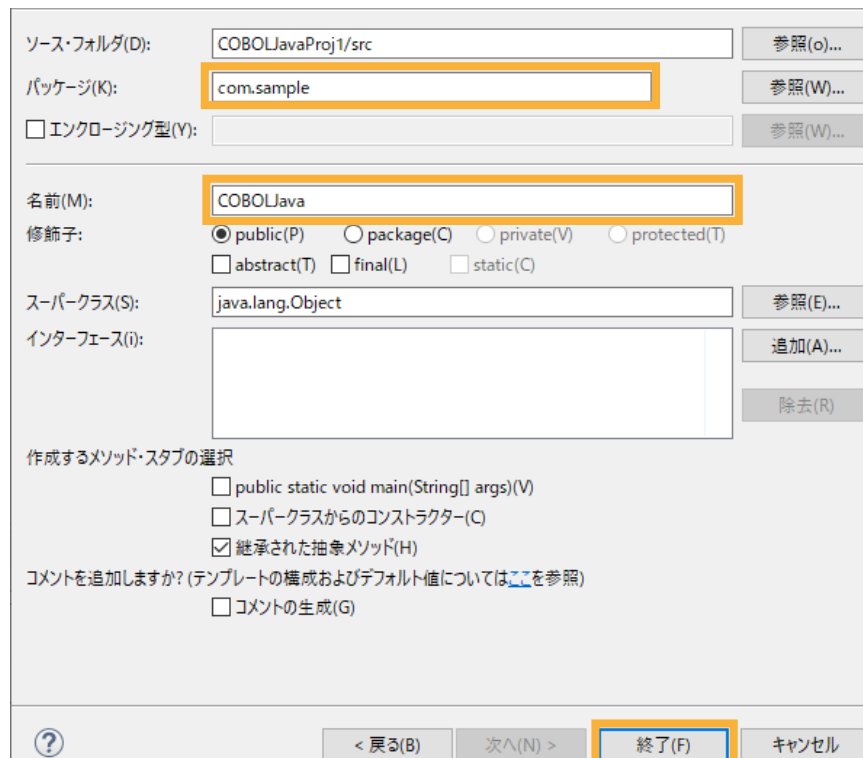 ソース・フォルダ(D): COBOLJavaProj1/src 参照(o)...
パッケージ(K): com.sample 参照(W)...
エンクロージング型(Y): 参照(W)...
名前(M): COBOLJava
修飾子: public(P) package(C) private(V) protected(T)
abstract(T) final(L) static(C)
スーパークラス(S): java.lang.Object 参照(E)...
インターフェース(i): 追加(A)...
除去(R)
作成するメソッド・スタブの選択
public static void main(String[] args)(V)
スーパークラスからのコンストラクター(C)
継承された抽象メソッド(H)
コメントを追加しますか? (テンプレートの構成およびデフォルト値についてはここを参照)
コメントの生成(G)
? < 戻る(B) 次へ(N) > 終了(F) キャンセル